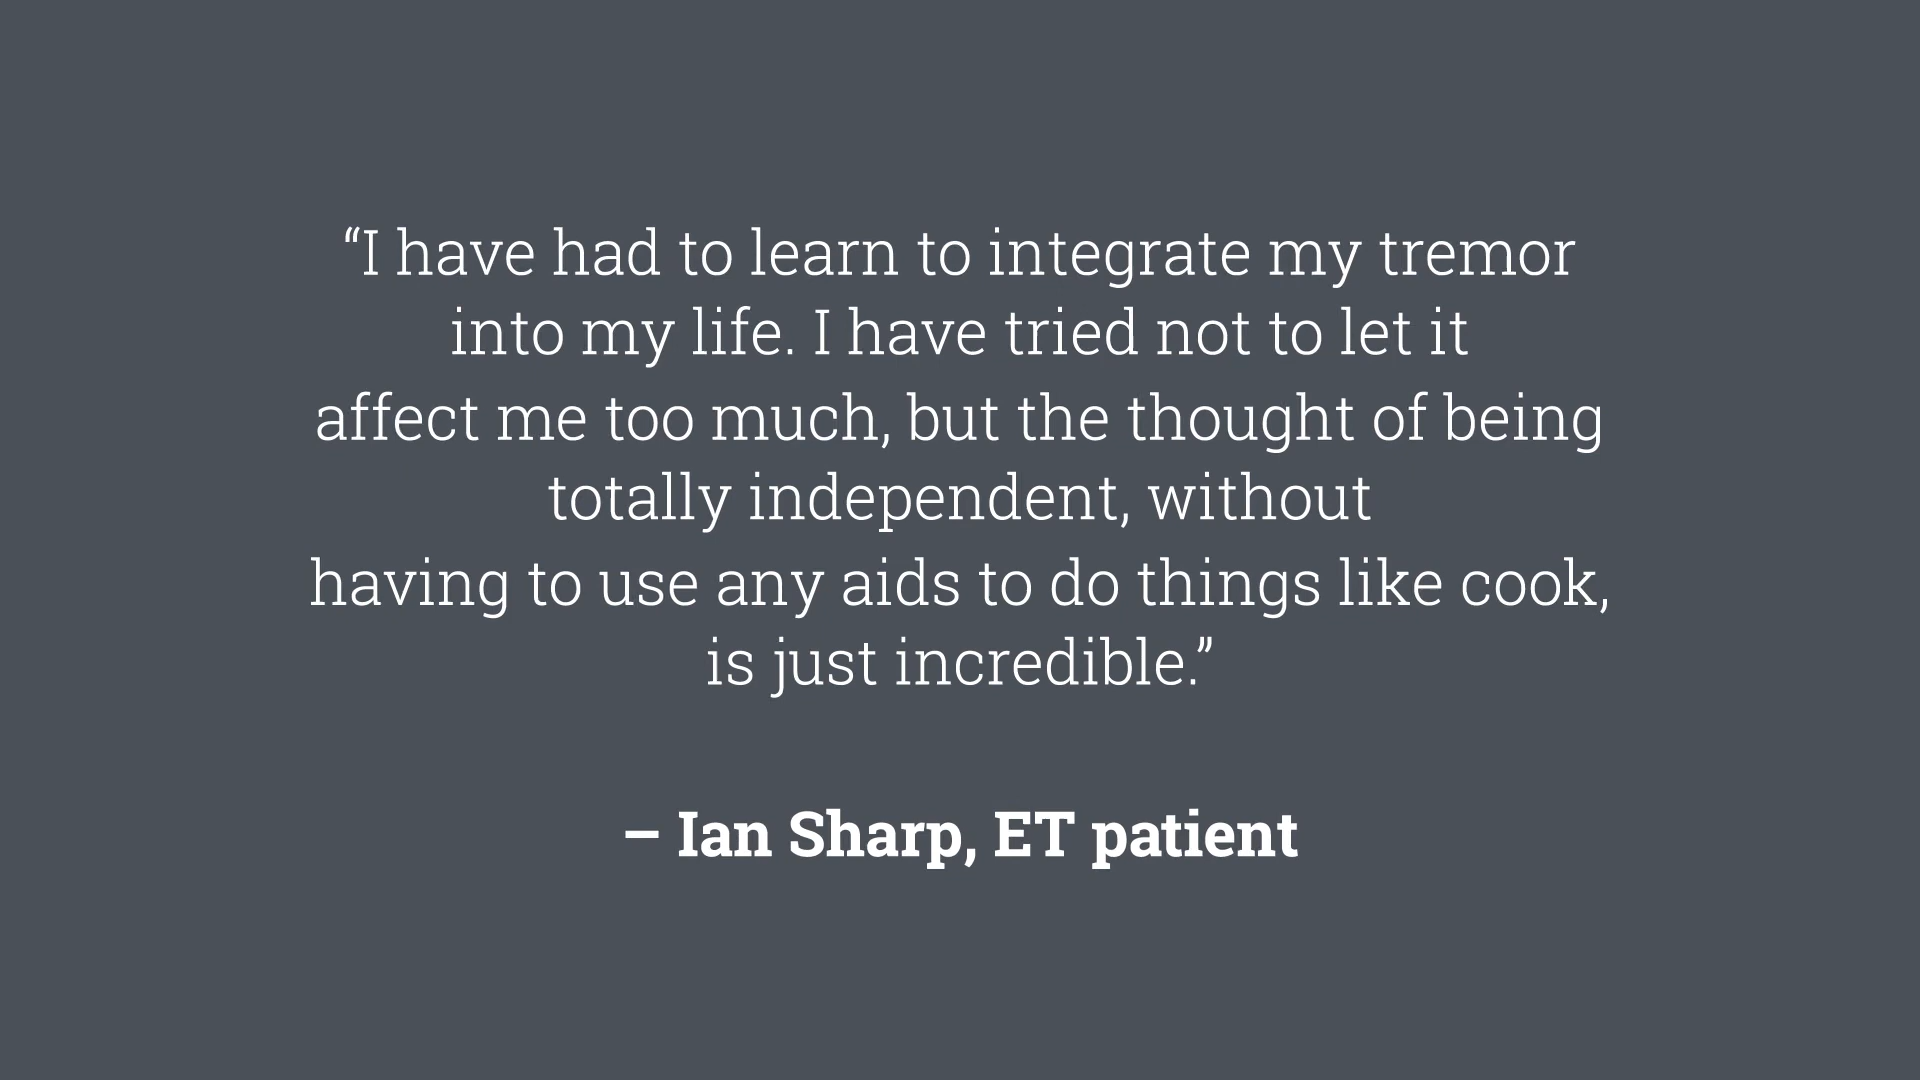 “I have had to learn to integrate my tremor
into my life. I have tried not to let it
affect me too much, but the thought of being
totally independent, without
having to use any aids to do things like cook,
is just incredible.”
– Ian Sharp, ET patient